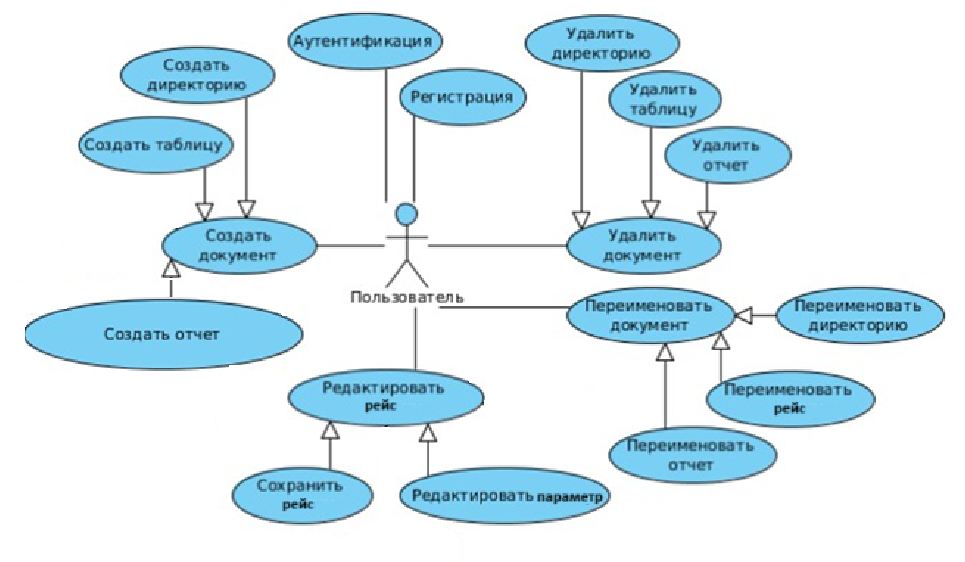 Аутентификация
Удалить
директорию
Создать
директорию
Регистрация
Удалить
таблицу
Создать таблицу
Удалить
отчет
Создать
документ
Удалить
документ
Пользователь
Переименовать
документ
Переименовать
директорию
Создать отчет
Редактировать
рейс
Переименовать
рейс
Переименовать
отчет
Сохранить
рейс
Редактировать параметр